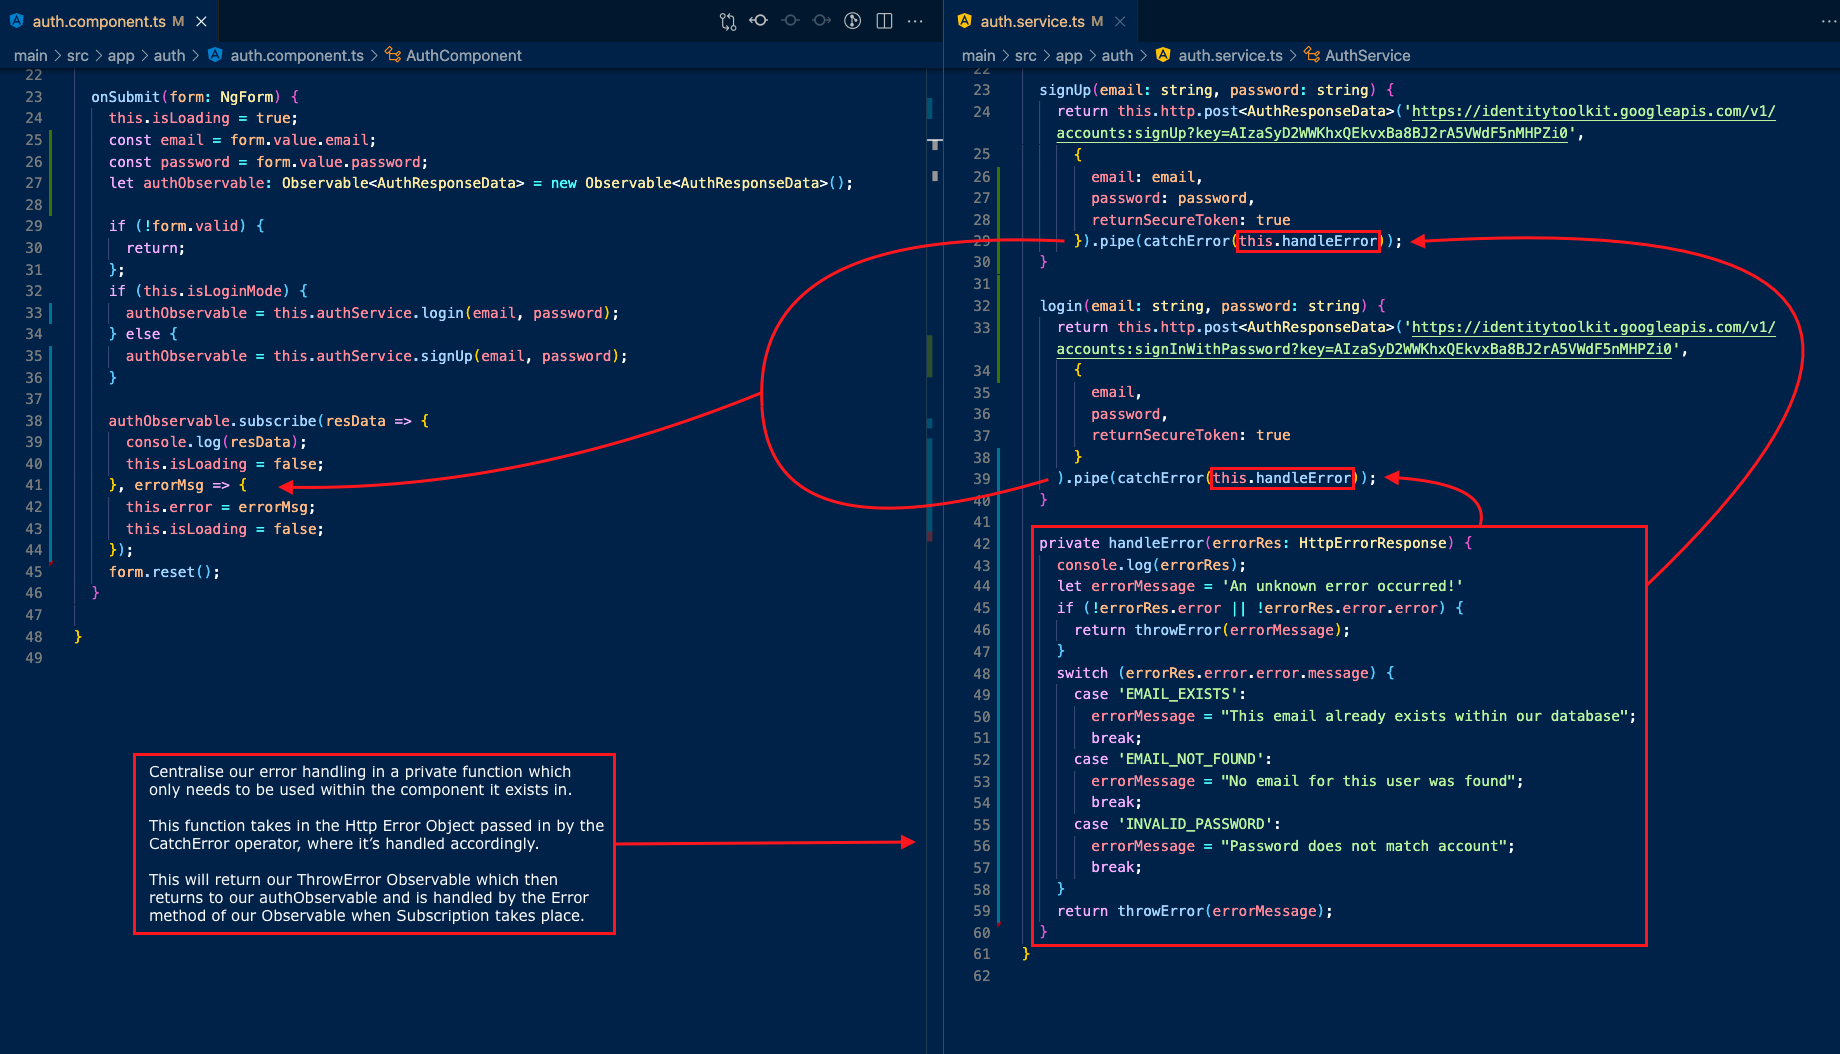 auth.component.ts M
main > src > app > auth > auth.component.ts > AuthComponent
22
23 onSubmit(form: NgForm) {
24 this.isLoading = true;
25 const email = form.value.email;
26 const password = form.value.password;
27 let authObservable: Observable<AuthResponseData> = new Observable<AuthResponseData>();
28
29 if (!form.valid) {
30 return;
31 };
32 if (this.isLoginMode) {
33 authObservable = this.authService.login(email, password);
34 } else {
35 authObservable = this.authService.signUp(email, password);
36 }
37
38 authObservable.subscribe(resData => {
39 console.log(resData);
40 this.isLoading = false;
41 }, errorMsg => {
42 this.error = errorMsg;
43 this.isLoading = false;
44 });
45 form.reset();
46 }
47
48 }
49
Centralise our error handling in a private function which
only needs to be used within the component it exists in.
This function takes in the Http Error Object passed in by the
CatchError operator, where it's handled accordingly.
This will return our ThrowError Observable which then
returns to our authObservable and is handled by the Error
method of our Observable when Subscription takes place.
auth.service.ts M
main > src > app > auth > auth.service.ts > AuthService
22
23 signUp(email: string, password: string) {
24 return this.http.post<AuthResponseData>('https://identitytoolkit.googleapis.com/v1/
accounts:signUp?key=AIzaSyD2WWKhxQEkvxBa8BJ2rA5VWdF5nMHPZi0',
25 {
26 email: email,
27 password: password,
28 returnSecureToken: true
29 }).pipe(catchError(this.handleError));
30 }
31
32 login(email: string, password: string) {
33 return this.http.post<AuthResponseData>('https://identitytoolkit.googleapis.com/v1/
accounts:signInWithPassword?key=AIzaSyD2WWKhxQEkvxBa8BJ2rA5VWdF5nMHPZi0',
34 {
35 email,
36 password,
37 returnSecureToken: true
38 }
39 ).pipe(catchError(this.handleError));
40 }
41
42 private handleError(errorRes: HttpErrorResponse) {
43 console.log(errorRes);
44 let errorMessage = 'An unknown error occurred!'
45 if (!errorRes.error || !errorRes.error.error) {
46 return throwError(errorMessage);
47 }
48 switch (errorRes.error.error.message) {
49 case 'EMAIL_EXISTS':
50 errorMessage = "This email already exists within our database";
51 break;
52 case 'EMAIL_NOT_FOUND':
53 errorMessage = "No email for this user was found";
54 break;
55 case 'INVALID_PASSWORD':
56 errorMessage = "Password does not match account";
57 break;
58 }
59 return throwError(errorMessage);
60 }
61 }
62